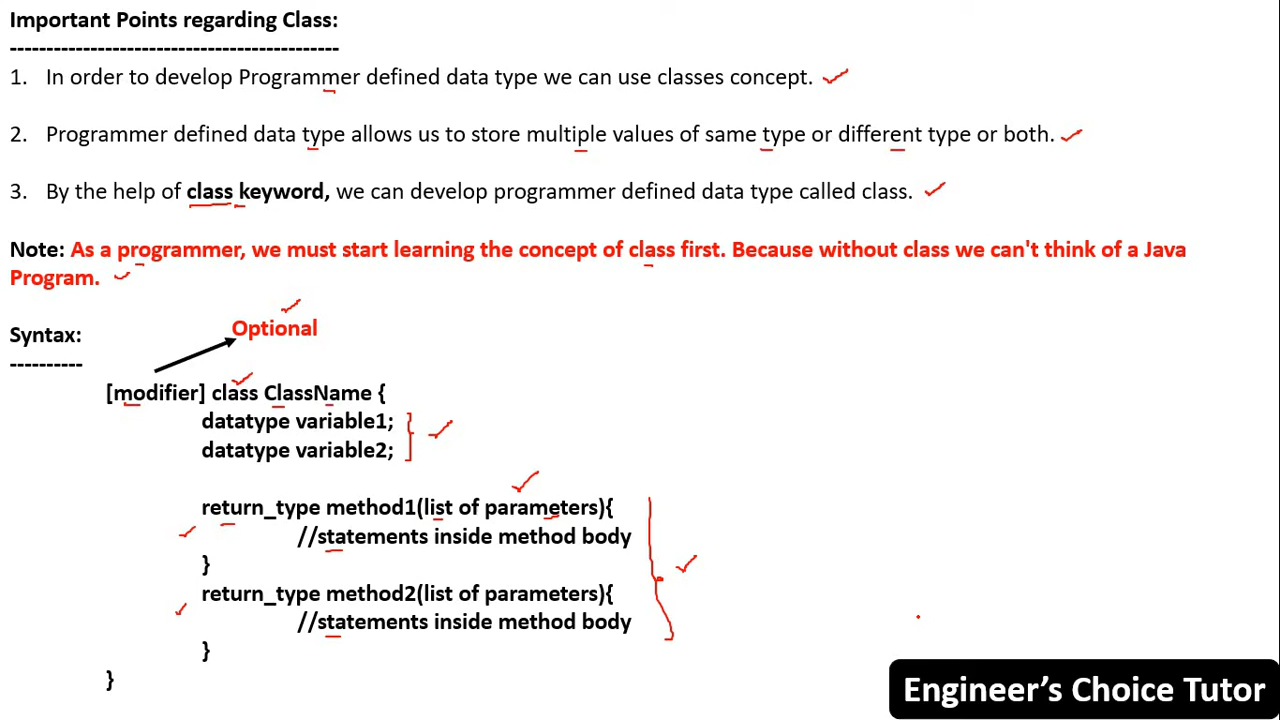 Important Points regarding Class:
---------------------------------------------
1. In order to develop Programmer defined data type we can use classes concept.
2. Programmer defined data type allows us to store multiple values of same type or different type or both.
3. By the help of class keyword, we can develop programmer defined data type called class.
Note: As a programmer, we must start learning the concept of class first. Because without class we can't think of a Java
Program.
Optional
Syntax:
----------
[modifier] class ClassName {
datatype variable1;
datatype variable2;
return_type method1(list of parameters){
//statements inside method body
}
return_type method2(list of parameters){
//statements inside method body
}
}
Engineer’s Choice Tutor